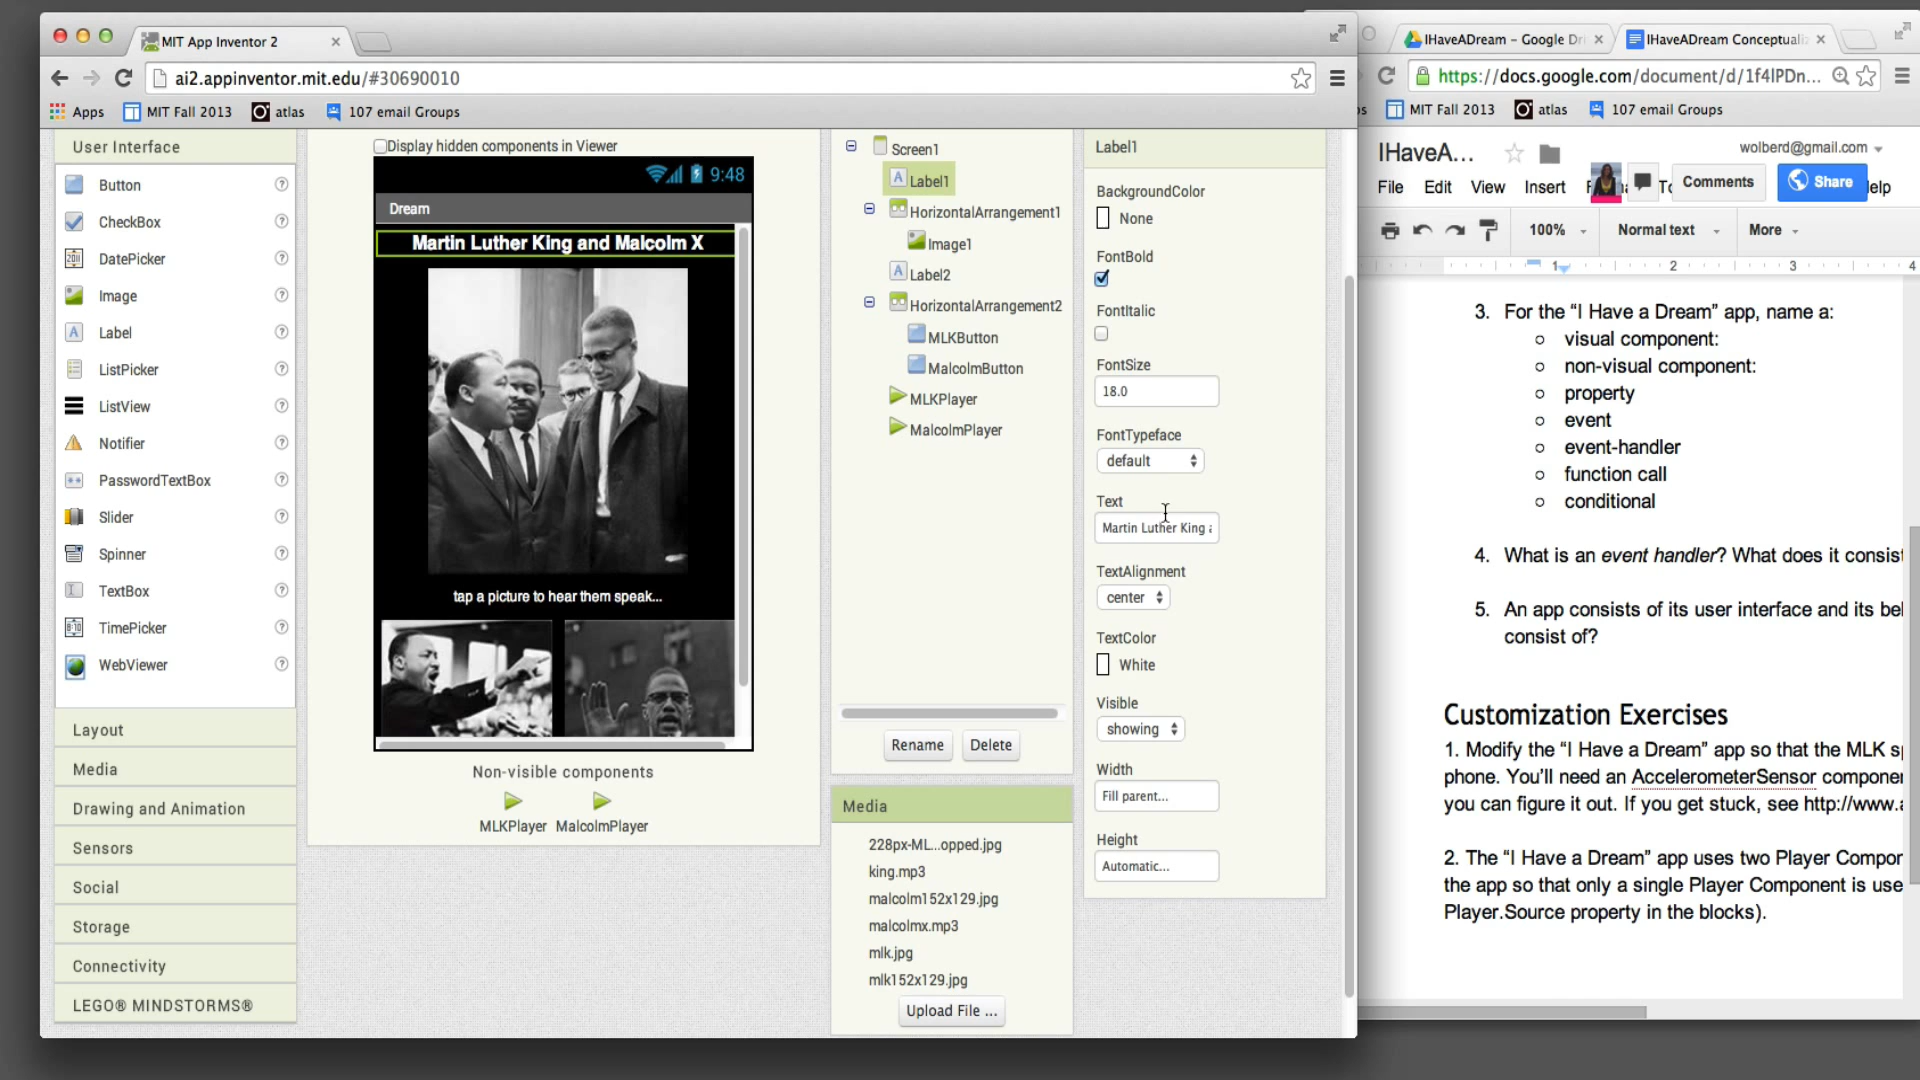 MIT App Inventor 2
ai2.appinventor.mit.edu/#30690010
Apps MIT Fall 2013 atlas 107 email Groups
User Interface
Button
CheckBox
DatePicker
Image
Label
ListPicker
ListView
Notifier
PasswordTextBox
Slider
Spinner
TextBox
TimePicker
WebViewer
Layout
Media
Drawing and Animation
Sensors
Social
Storage
Connectivity
LEGO® MINDSTORMS®
Display hidden components in Viewer
9:48
Dream
Martin Luther King and Malcolm X
tap a picture to hear them speak...
Non-visible components
MLKPlayer MalcolmPlayer
Screen1
Label1
HorizontalArrangement1
Image1
Label2
HorizontalArrangement2
MLKButton
MalcolmButton
MLKPlayer
MalcolmPlayer
Rename Delete
Media
228px-ML...opped.jpg
king.mp3
malcolm152x129.jpg
malcolmx.mp3
mlk.jpg
mlk152x129.jpg
Upload File ...
Label1
BackgroundColor
None
FontBold
FontItalic
FontSize
18.0
FontTypeface
default
Text
Martin Luther King a
TextAlignment
center
TextColor
White
Visible
showing
Width
Fill parent...
Height
Automatic...
IHaveADream – Google Dri IHaveADream Conceptualiz
https://docs.google.com/document/d/1f4lPDn...
MIT Fall 2013 atlas 107 email Groups
IHaveA...
wolberd@gmail.com
File Edit View Insert Comments Share elp
100% Normal text More
1 2 3 4
3. For the “I Have a Dream” app, name a:
visual component:
non-visual component:
property
event
event-handler
function call
conditional
4. What is an event handler? What does it consist
5. An app consists of its user interface and its be
consist of?
Customization Exercises
1. Modify the “I Have a Dream” app so that the MLK s
phone. You’ll need an AccelerometerSensor componen
you can figure it out. If you get stuck, see http://www.a
2. The “I Have a Dream” app uses two Player Compon
the app so that only a single Player Component is use
Player.Source property in the blocks).